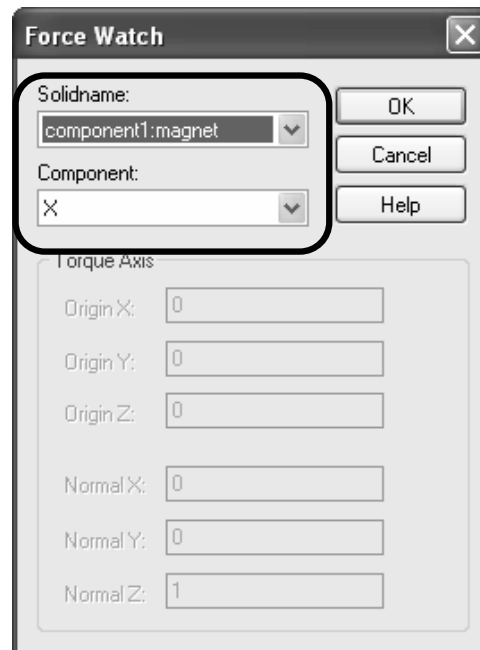 Force Watch
Solidname:
component1:magnet
OK
Cancel
Component:
X
Help
Torque Axis
Origin X: 0
Origin Y: 0
Origin Z: 0
Normal X: 0
Normal Y: 0
Normal Z: 1